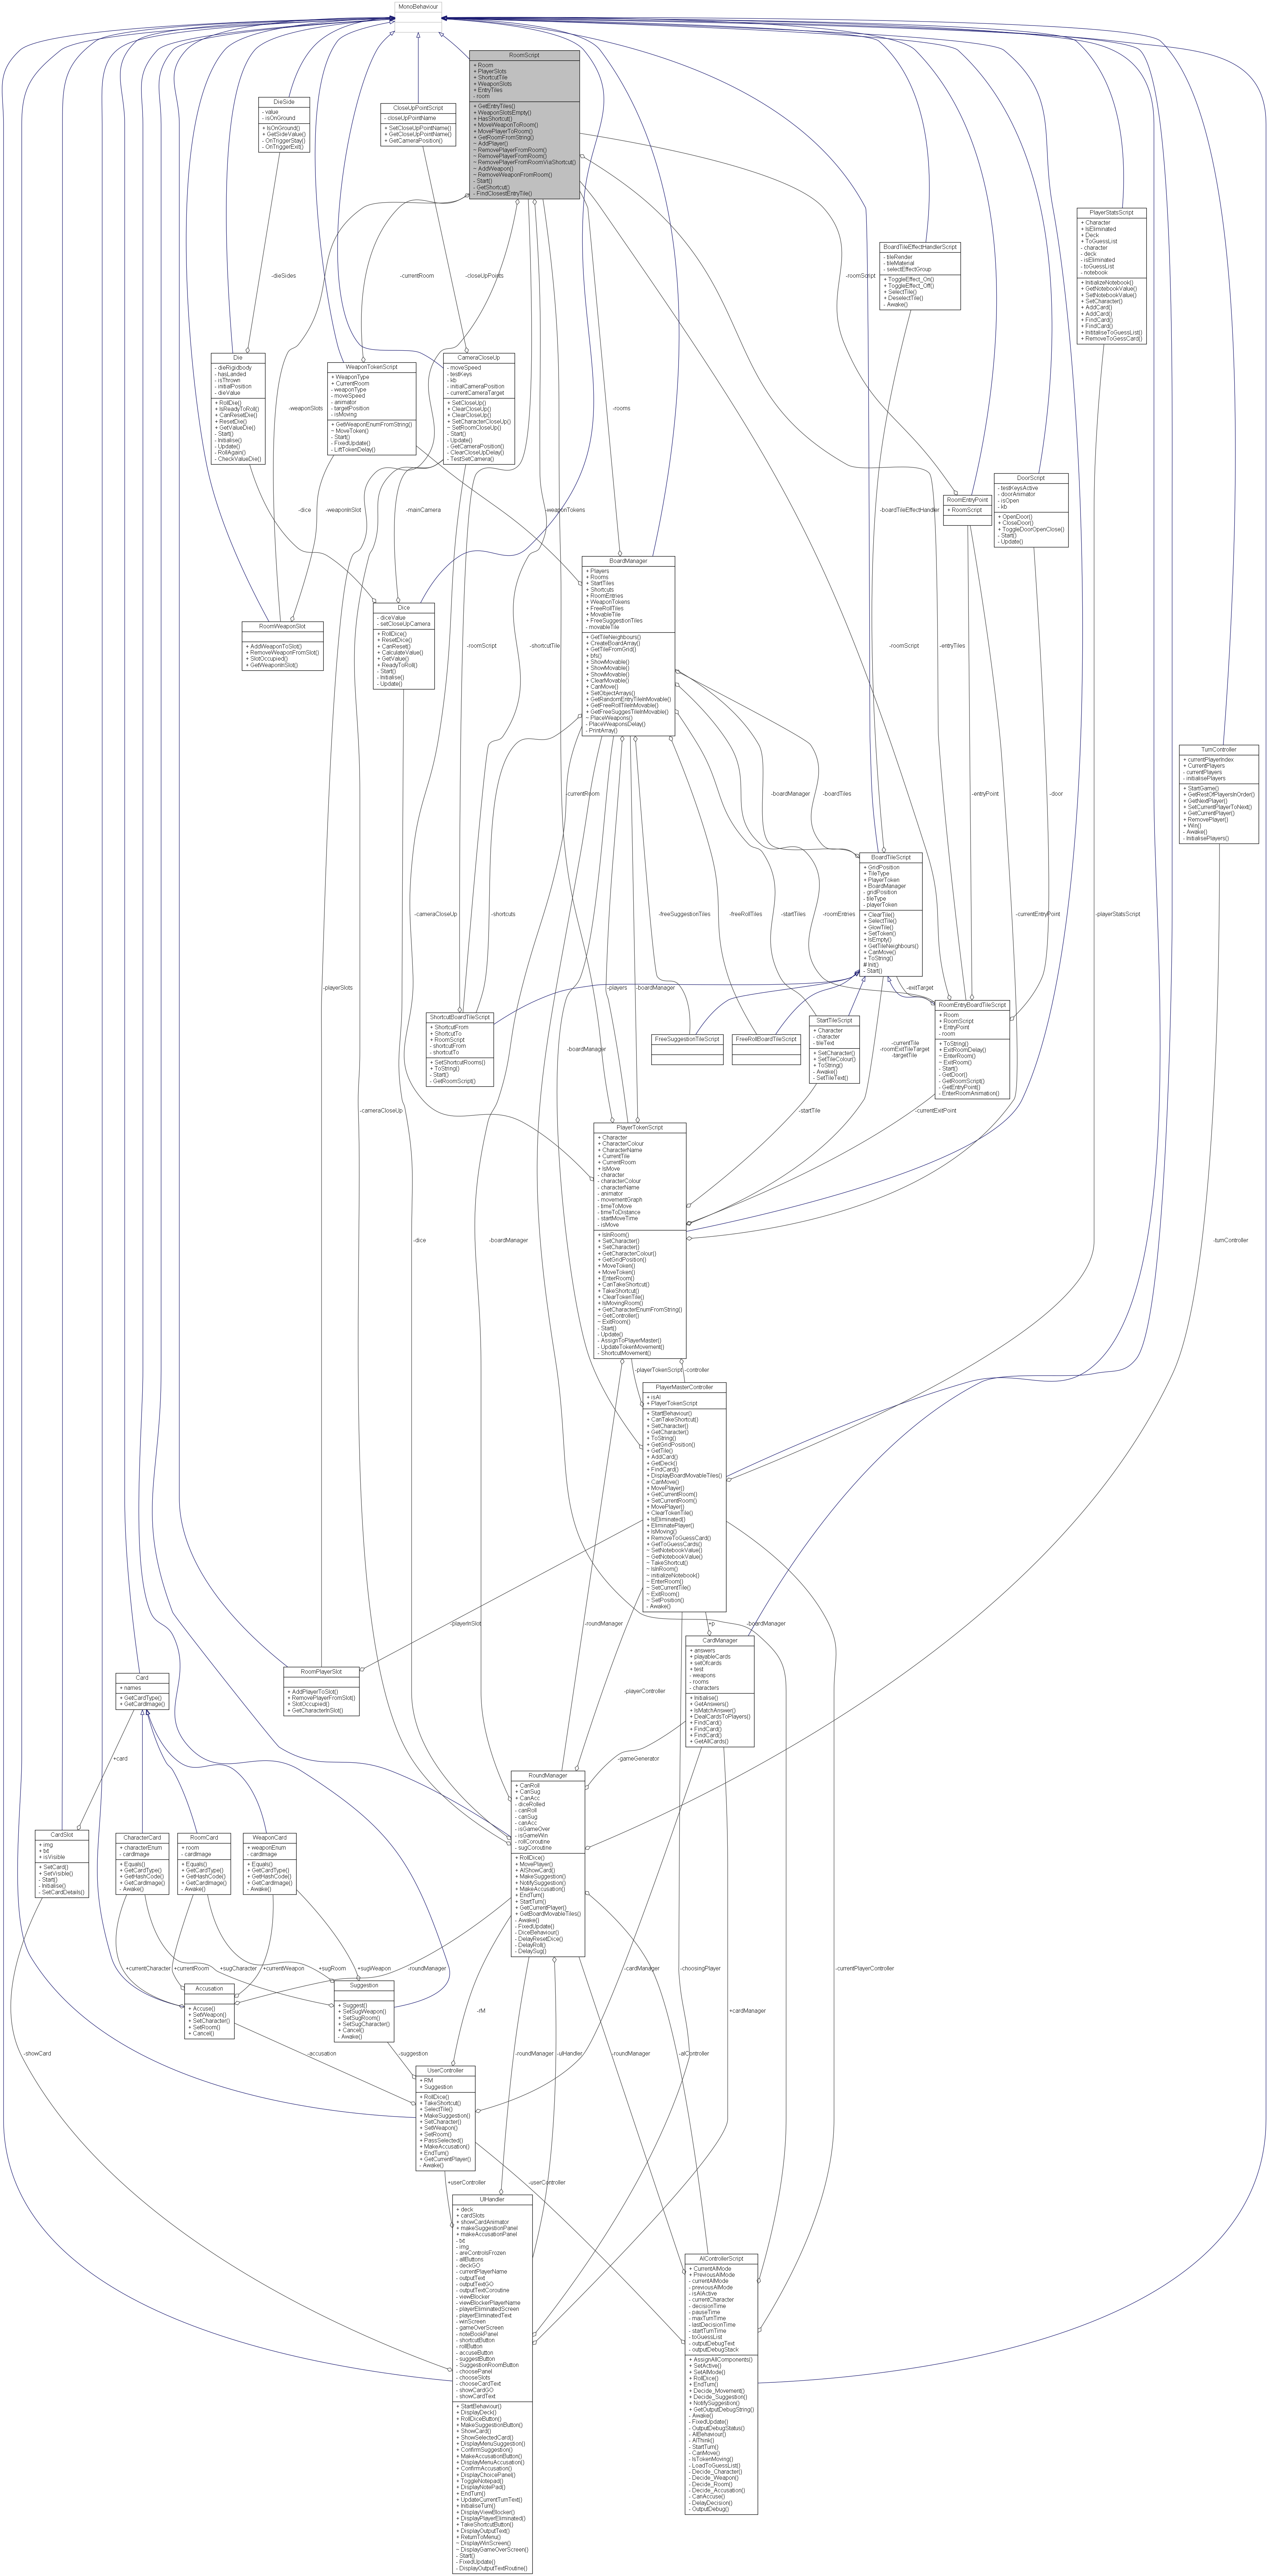 MonoBehaviour
RoomScript
+ Room
+ PlayerSlots
+ ShortcutTile
+ WeaponSlots
+ EntryTiles
- room
+ GetEntryTiles()
+ WeaponSlotsEmpty()
+ HasShortcut()
+ MoveWeaponToRoom()
+ MovePlayerToRoom()
+ GetRoomFromString()
~ AddPlayer()
~ RemovePlayerFromRoom()
~ RemovePlayerFromRoom()
~ RemovePlayerFromRoomViaShortcut()
~ AddWeapon()
~ RemoveWeaponFromRoom()
- Start()
- GetShortcut()
- FindClosestEntryTile()
DieSide
- value
- isOnGround
+ IsOnGround()
+ GetSideValue()
- OnTriggerStay()
- OnTriggerExit()
CloseUpPointScript
- closeUpPointName
+ SetCloseUpPointName()
+ GetCloseUpPointName()
+ GetCameraPosition()
PlayerStatsScript
+ Character
+ IsEliminated
+ Deck
+ ToGuessList
- character
- deck
- isEliminated
- toGuessList
- notebook
+ InitializeNotebook()
+ GetNotebookValue()
+ SetNotebookValue()
+ SetCharacter()
+ AddCard()
+ AddCard()
+ FindCard()
+ FindCard()
+ InititaliseToGuessList()
+ RemoveToGessCard()
BoardTileEffectHandlerScript
- tileRender
- tileMaterial
- selectEffectGroup
+ ToggleEffect_On()
+ ToggleEffect_Off()
+ SelectTile()
+ DeselectTile()
- Awake()
-dieSides
-currentRoom
-closeUpPoints
-roomScript
Die
- dieRigidbody
- hasLanded
- isThrown
- initialPosition
- dieValue
+ RollDie()
+ IsReadyToRoll()
+ CanResetDie()
+ ResetDie()
+ GetValueDie()
- Start()
- Initialise()
- Update()
- RollAgain()
- CheckValueDie()
WeaponTokenScript
+ WeaponType
+ CurrentRoom
- weaponType
- moveSpeed
- animator
- targetPosition
- isMoving
+ GetWeaponEnumFromString()
~ MoveToken()
- Start()
- FixedUpdate()
- LiftTokenDelay()
CameraCloseUp
- moveSpeed
- testKeys
- kb
- initialCameraPosition
- currentCameraTarget
+ SetCloseUp()
+ ClearCloseUp()
+ ClearCloseUp()
+ SetCharacterCloseUp()
~ SetRoomCloseUp()
- Start()
- Update()
- GetCameraPosition()
- ClearCloseUpDelay()
- TestSetCamera()
-weaponSlots
-rooms
DoorScript
- testKeysActive
- doorAnimator
- isOpen
- kb
+ OpenDoor()
+ CloseDoor()
+ ToggleDoorOpenClose()
- Start()
- Update()
RoomEntryPoint
+ RoomScript
-dice
-weaponInSlot
-mainCamera
-weaponTokens
-boardTileEffectHandler
BoardManager
+ Players
+ Rooms
+ StartTiles
+ Shortcuts
+ RoomEntries
+ WeaponTokens
+ FreeRollTiles
+ MovableTile
+ FreeSuggestionTiles
- movableTile
+ GetTileNeighbours()
+ CreateBoardArray()
+ GetTileFromGrid()
+ bfs()
+ ShowMovable()
+ ShowMovable()
+ ShowMovable()
+ ClearMovable()
+ CanMove()
+ SetObjectArrays()
+ GetRandomEntryTileInMovable()
+ GetFreeRollTileInMovable()
+ GetFreeSuggesTileInMovable()
~ PlaceWeapons()
- PlaceWeaponsDelay()
- PrintArray()
RoomWeaponSlot
+ AddWeaponToSlot()
+ RemoveWeaponFromSlot()
+ SlotOccupied()
+ GetWeaponInSlot()
Dice
- diceValue
- setCloseUpCamera
+ RollDice()
+ ResetDice()
+ CanReset()
+ CalculateValue()
+ GetValue()
+ ReadyToRoll()
- Start()
- Initialise()
- Update()
-roomScript
-shortcutTile
-roomScript
-entryTiles
TurnController
+ currentPlayerIndex
+ CurrentPlayers
- currentPlayers
- initialisePlayers
+ StartGame()
+ GetRestOfPlayersInOrder()
+ GetNextPlayer()
+ SetCurrentPlayerToNext()
+ GetCurrentPlayer()
+ RemovePlayer()
+ Win()
- Awake()
- InitialisePlayers()
-currentRoom
-boardManager
-boardTiles
-entryPoint
-door
BoardTileScript
+ GridPosition
+ TileType
+ PlayerToken
+ BoardManager
- gridPosition
- tileType
- playerToken
+ ClearTile()
+ SelectTile()
+ GlowTile()
+ SetToken()
+ IsEmpty()
+ GetTileNeighbours()
+ CanMove()
+ ToString()
# Init()
- Start()
-cameraCloseUp
-shortcuts
-freeSuggestionTiles
-freeRollTiles
-startTiles
-roomEntries
-currentEntryPoint
-playerStatsScript
-playerSlots
-players
-boardManager
-exitTarget
ShortcutBoardTileScript
+ ShortcutFrom
+ ShortcutTo
+ RoomScript
- shortcutFrom
- shortcutTo
+ SetShortcutRooms()
+ ToString()
- Start()
- GetRoomScript()
FreeSuggestionTileScript
FreeRollBoardTileScript
StartTileScript
+ Character
- character
- tileText
+ SetCharacter()
+ SetTileColour()
+ ToString()
- Awake()
- SetTileText()
RoomEntryBoardTileScript
+ Room
+ RoomScript
+ EntryPoint
- room
+ ToString()
+ ExitRoomDelay()
~ EnterRoom()
~ ExitRoom()
- Start()
- GetDoor()
- GetRoomScript()
- GetEntryPoint()
- EnterRoomAnimation()
-currentTile
-roomExitTileTarget
-targetTile
-boardManager
-cameraCloseUp
-startTile
-currentExitPoint
PlayerTokenScript
+ Character
+ CharacterColour
+ CharacterName
+ CurrentTile
+ CurrentRoom
+ IsMove
- character
- characterColour
- characterName
- animator
- movementGraph
- timeToMove
- timeToDistance
- startMoveTime
- isMove
+ IsInRoom()
+ SetCharacter()
+ SetCharacter()
+ GetCharacterColour()
+ GetGridPosition()
+ MoveToken()
+ MoveToken()
+ EnterRoom()
+ CanTakeShortcut()
+ TakeShortcut()
+ ClearTokenTile()
+ IsMovingRoom()
+ GetCharacterEnumFromString()
~ GetController()
~ ExitRoom()
- Start()
- Update()
- AssignToPlayerMaster()
- UpdateTokenMovement()
- ShortcutMovement()
-dice
-boardManager
-turnController
-playerTokenScript
-controller
PlayerMasterController
+ isAI
+ PlayerTokenScript
+ StartBehaviour()
+ CanTakeShortcut()
+ SetCharacter()
+ GetCharacter()
+ ToString()
+ GetGridPosition()
+ GetTile()
+ AddCard()
+ GetDeck()
+ FindCard()
+ DisplayBoardMovableTiles()
+ CanMove()
+ MovePlayer()
+ GetCurrentRoom()
+ SetCurrentRoom()
+ MovePlayer()
+ ClearTokenTile()
+ IsEliminated()
+ EliminatePlayer()
+ IsMoving()
+ RemoveToGuessCard()
+ GetToGuessCards()
~ SetNotebookValue()
~ GetNotebookValue()
~ TakeShortcut()
~ IsInRoom()
~ initializeNotebook()
~ EnterRoom()
~ SetCurrentTile()
~ ExitRoom()
~ SetPosition()
- Awake()
-playerInSlot
-roundManager
+p
-boardManager
CardManager
+ answers
+ playableCards
+ setOfcards
+ test
- weapons
- rooms
- characters
+ Initialise()
+ GetAnswers()
+ IsMatchAnswer()
+ DealCardsToPlayers()
+ FindCard()
+ FindCard()
+ FindCard()
+ GetAllCards()
Card
+ names
+ GetCardType()
+ GetCardImage()
RoomPlayerSlot
+ AddPlayerToSlot()
+ RemovePlayerFromSlot()
+ SlotOccupied()
+ GetCharacterInSlot()
-playerController
+card
-gameGenerator
RoundManager
+ CanRoll
+ CanSug
+ CanAcc
- diceRolled
- canRoll
- canSug
- canAcc
- isGameOver
- isGameWin
- rollCoroutine
- sugCoroutine
+ RollDice()
+ MovePlayer()
+ AIShowCard()
+ MakeSuggestion()
+ NotifySuggestion()
+ MakeAccusation()
+ EndTurn()
+ StartTurn()
+ GetCurrentPlayer()
+ GetBoardMovableTiles()
- Awake()
- FixedUpdate()
- DiceBehaviour()
- DelayResetDice()
- DelayRoll()
- DelaySug()
CardSlot
+ img
+ txt
+ isVisible
+ SetCard()
+ SetVisible()
- Start()
- Initialise()
- SetCardDetails()
CharacterCard
+ characterEnum
- cardImage
+ Equals()
+ GetCardType()
+ GetHashCode()
+ GetCardImage()
- Awake()
RoomCard
+ room
- cardImage
+ Equals()
+ GetCardType()
+ GetHashCode()
+ GetCardImage()
- Awake()
WeaponCard
+ weaponEnum
- cardImage
+ Equals()
+ GetCardType()
+ GetHashCode()
+ GetCardImage()
- Awake()
+currentCharacter
+currentRoom
+sugCharacter
+currentWeapon
+sugRoom
+sugWeapon
-roundManager
-cardManager
-choosingPlayer
-currentPlayerController
Accusation
+ Accuse()
+ SetWeapon()
+ SetCharacter()
+ SetRoom()
+ Cancel()
Suggestion
+ Suggest()
+ SetSugWeapon()
+ SetSugRoom()
+ SetSugCharacter()
+ Cancel()
- Awake()
-rM
+cardManager
-showCard
-accusation
-suggestion
-roundManager
-uIHandler
-roundManager
-aIController
UserController
+ RM
+ Suggestion
+ RollDice()
+ TakeShortcut()
+ SelectTile()
+ MakeSuggestion()
+ SetCharacter()
+ SetWeapon()
+ SetRoom()
+ PassSelected()
+ MakeAccusation()
+ EndTurn()
+ GetCurrentPlayer()
- Awake()
+userController
-userController
UIHandler
+ deck
+ cardSlots
+ showCardAnimator
+ makeSuggestionPanel
+ makeAccusationPanel
- txt
- img
- areControlsFrozen
- allButtons
- deckGO
- currentPlayerName
- outputText
- outputTextGO
- outputTextCoroutine
- viewBlocker
- viewBlockerPlayerName
- playerEliminatedScreen
- playerEliminatedText
- winScreen
- gameOverScreen
- noteBookPanel
- shortcutButton
- rollButton
- accuseButton
- suggestButton
- SuggestionRoomButton
- choosePanel
- chooseSlots
- chooseCardText
- showCardGO
- showCardText
+ StartBehaviour()
+ DisplayDeck()
+ RollDiceButton()
+ MakeSuggestionButton()
+ ShowCard()
+ ShowSelectedCard()
+ DisplayMenuSuggestion()
+ ConfirmSuggestion()
+ MakeAccusationButton()
+ DisplayMenuAccusation()
+ ConfirmAccusation()
+ DisplayChoicePanel()
+ ToggleNotepad()
+ DisplayNotePad()
+ EndTurn()
+ UpdateCurrentTurnText()
+ InitialiseTurn()
+ DisplayViewBlocker()
+ DisplayPlayerEliminated()
+ TakeShortcutButton()
+ DisplayOutputText()
+ ReturnToMenu()
~ DisplayWinScreen()
~ DisplayGameOverScreen()
- Start()
- FixedUpdate()
- DisplayOutputTextRoutine()
AIControllerScript
+ CurrentAIMode
+ PreviousAIMode
- currentAIMode
- previousAIMode
- isAIActive
- currentCharacter
- decisionTime
- pauseTime
- maxTurnTime
- lastDecisionTime
- startTurnTime
- toGuessList
- outputDebugText
- outputDebugStack
+ AssignAllComponents()
+ SetActive()
+ SetAIMode()
+ RollDice()
+ EndTurn()
+ Decide_Movement()
+ Decide_Suggestion()
+ NotifySuggestion()
+ GetOutputDebugString()
- Awake()
- FixedUpdate()
- OutputDebugStatus()
- AIBehaviour()
- AIThink()
- StartTurn()
- CanMove()
- IsTokenMoving()
- LoadToGuessList()
- Decide_Character()
- Decide_Weapon()
- Decide_Room()
- Decide_Accusation()
- CanAccuse()
- DelayDecision()
- OutputDebug()